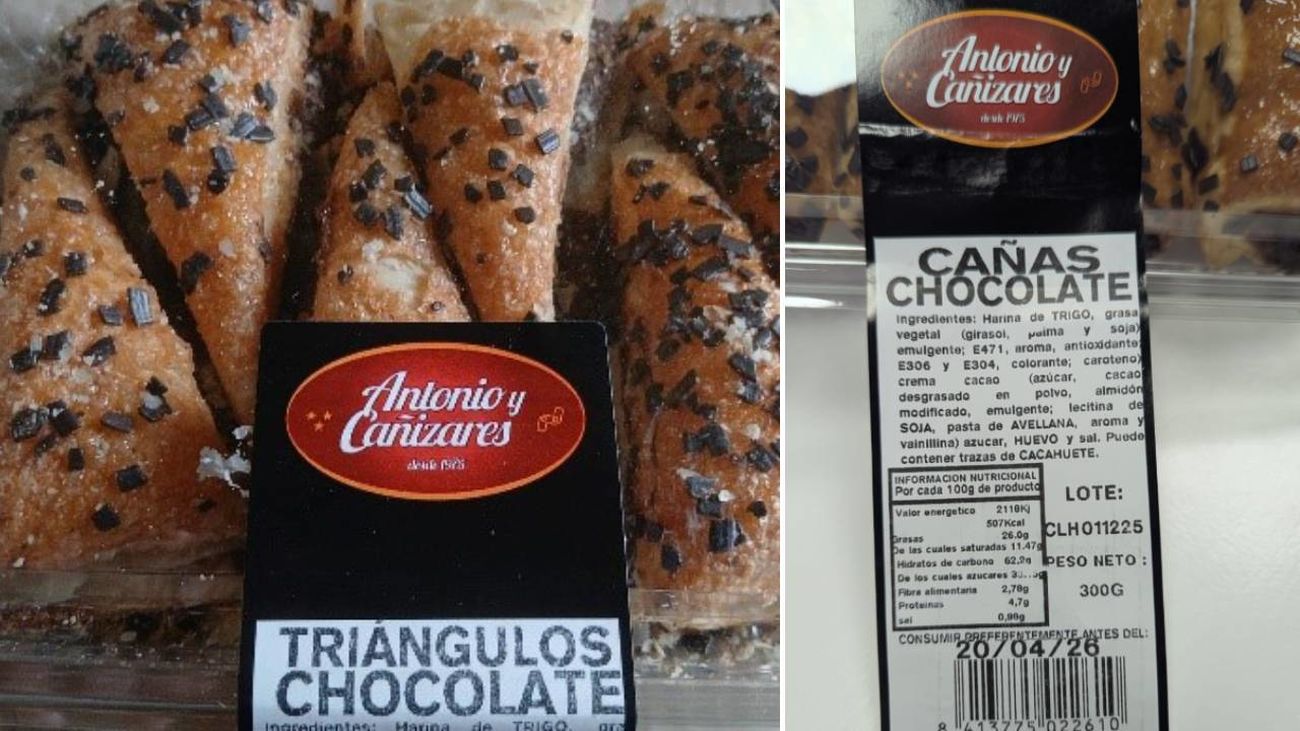 Antonio y
Cañizares
desde 1975
TRIÁNGULOS
CHOCOLATE
Ingredientes: Harina de TRIGO, gra
Antonio y
Cañizares
desde 1975
CAÑAS
CHOCOLATE
Ingredientes: Harina de TRIGO, grasa
vegetal (girasol, palma y soja)
emulgente; E471, aroma, antioxidante:
E306 y E304, colorante; caroteno)
crema cacao (azúcar, cacao
desgrasado en polvo, almidón
modificado, emulgente; lecitina de
SOJA, pasta de AVELLANA, aroma y
vainillina) azucar, HUEVO y sal. Puede
contener trazas de CACAHUETE.
INFORMACION NUTRICIONAL
Por cada 100g de producto
Valor energetico 2118Kj
507Kcal
Grasas 26.0g
De las cuales saturadas 11.47g
Hidratos de carbono 62,2g
De los cuales azucares
Fibra alimentaria 2,78g
Proteinas 4,7g
sal 0,98g
LOTE:
CLH011225
PESO NETO :
300G
CONSUMIR PREFERENTEMENTE ANTES DEL:
20/04/26
8 413775 022610